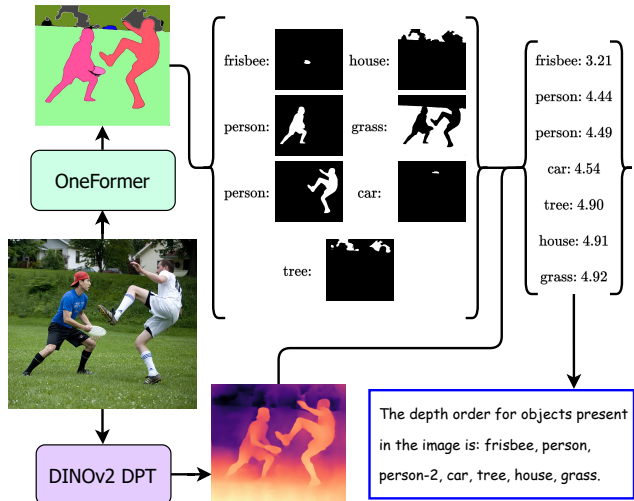 OneFormer
DINOv2 DPT
frisbee:
house:
person:
grass:
person:
car:
tree:
frisbee: 3.21
person: 4.44
person: 4.49
car: 4.54
tree: 4.90
house: 4.91
grass: 4.92
The depth order for objects present
in the image is: frisbee, person,
person-2, car, tree, house, grass.